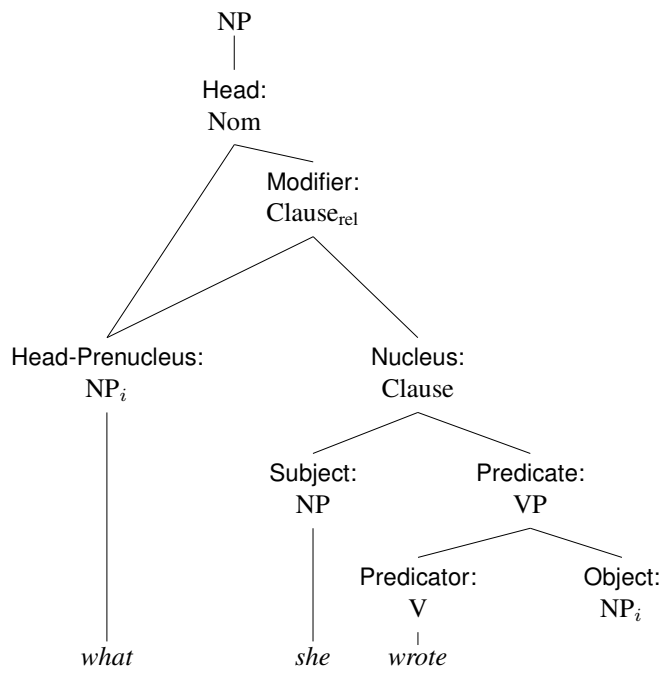 NP
Head:
Nom
Modifier:
Clause_rel
Head-Prenucleus:
NP_i
Nucleus:
Clause
Subject:
NP
Predicate:
VP
Predicator:
V
Object:
NP_i
what she wrote